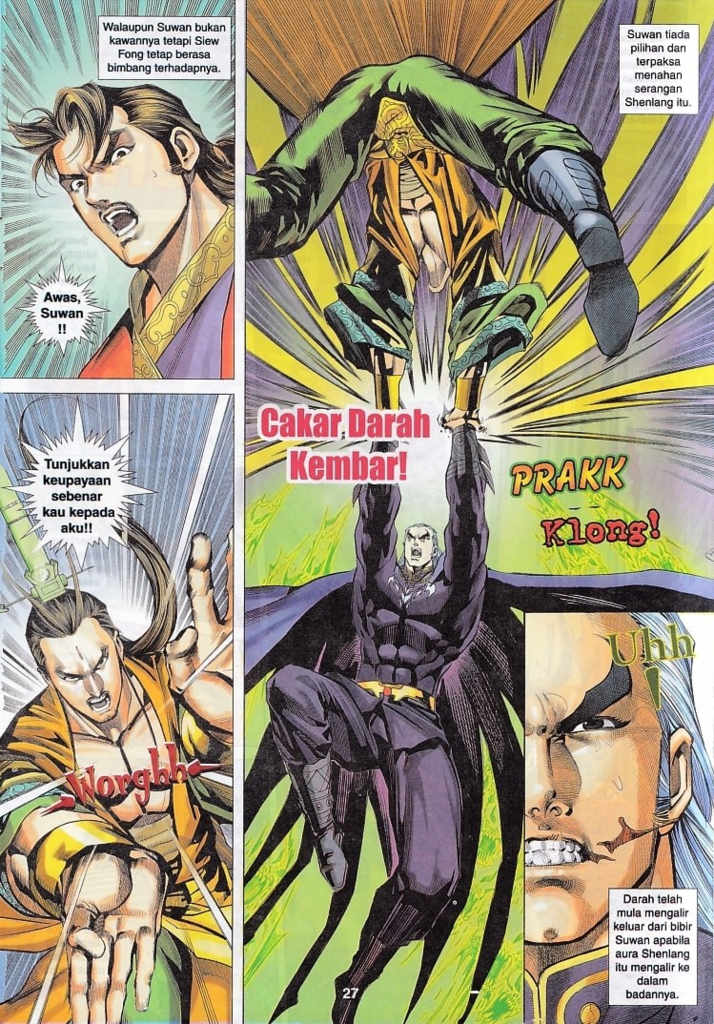 Walaupun Suwan bukan
kawannya tetapi Siew
Fong tetap berasa
bimbang terhadapnya.
Awas,
Suwan
!!
Tunjukkan
keupayaan
sebenar
kau kepada
aku!!
Worghh
Suwan tiada
pilihan dan
terpaksa
menahan
serangan
Shenlang itu.
Cakar Darah
Kembar!
PRAKK
Klong!
Uhh
!
Darah telah
mula mengalir
keluar dari bibir
Suwan apabila
aura Shenlang
itu mengalir ke
dalam
badannya.
27